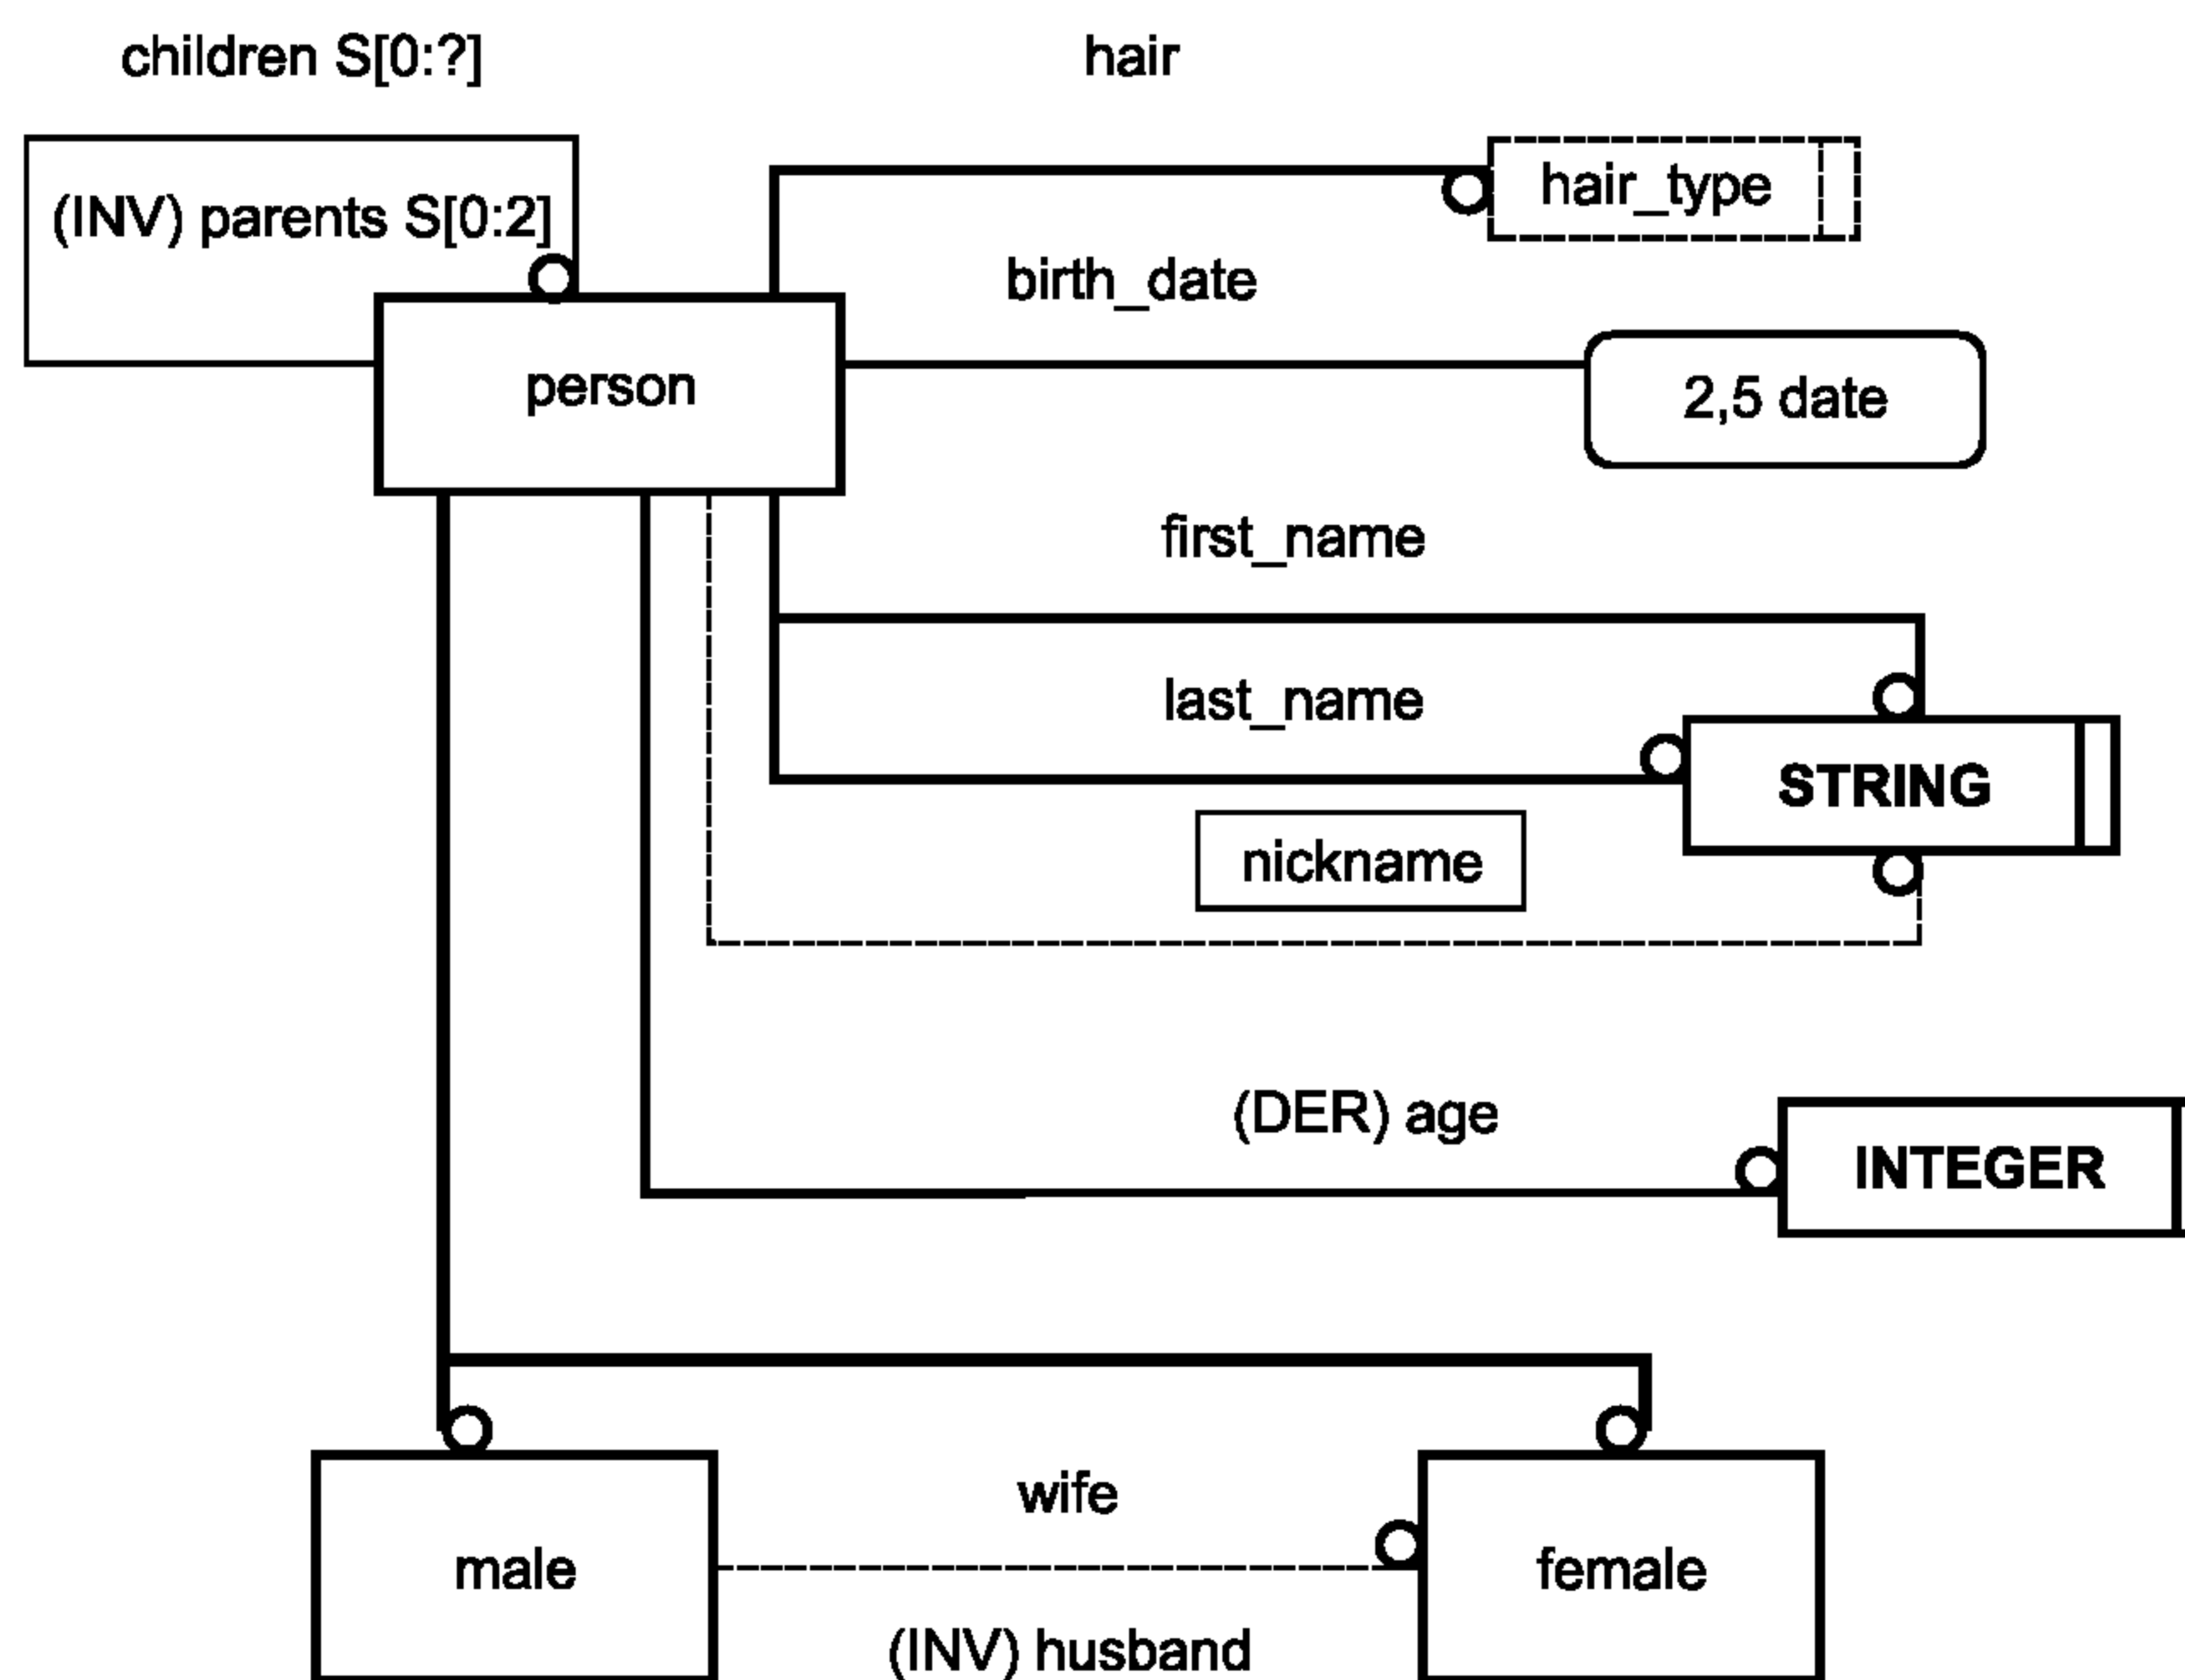 children S[0:?]
hair
(INV) parents S[0:2]
hair_type
birth_date
person
2,5 date
first_name
last_name
STRING
nickname
(DER) age
INTEGER
wife
male
female
(INV) husband